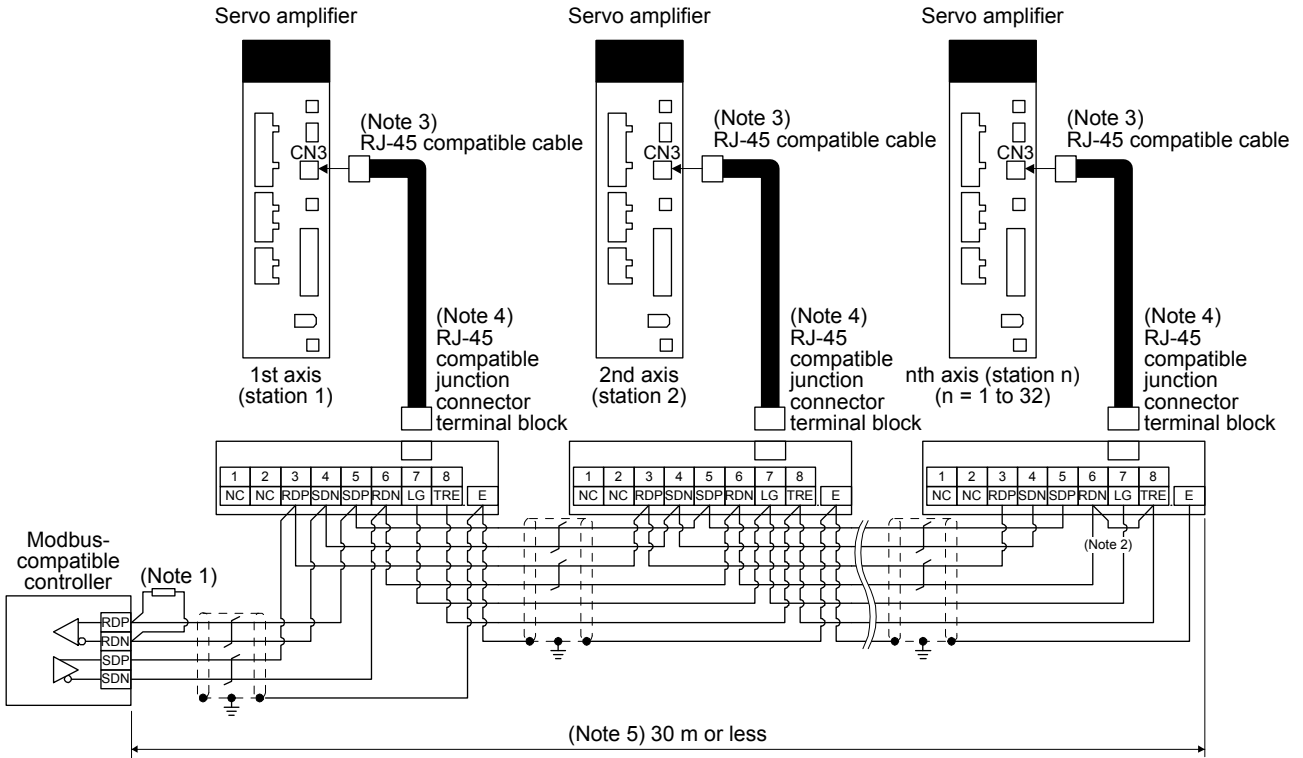 Servo amplifier
Servo amplifier
Servo amplifier
CN3
(Note 3)
RJ-45 compatible cable
CN3
(Note 3)
RJ-45 compatible cable
CN3
(Note 3)
RJ-45 compatible cable
1st axis
(station 1)
(Note 4)
RJ-45
compatible
junction
connector
terminal block
2nd axis
(station 2)
(Note 4)
RJ-45
compatible
junction
connector
terminal block
nth axis (station n)
(n = 1 to 32)
(Note 4)
RJ-45
compatible
junction
connector
terminal block
1 2 3 4 5 6 7 8
NC NC RDP SDN SDP RDN LG TRE E
1 2 3 4 5 6 7 8
NC NC RDP SDN SDP RDN LG TRE E
1 2 3 4 5 6 7 8
NC NC RDP SDN SDP RDN LG TRE E
(Note 2)
Modbus-
compatible
controller
(Note 1)
RDP
RDN
SDP
SDN
(Note 5) 30 m or less